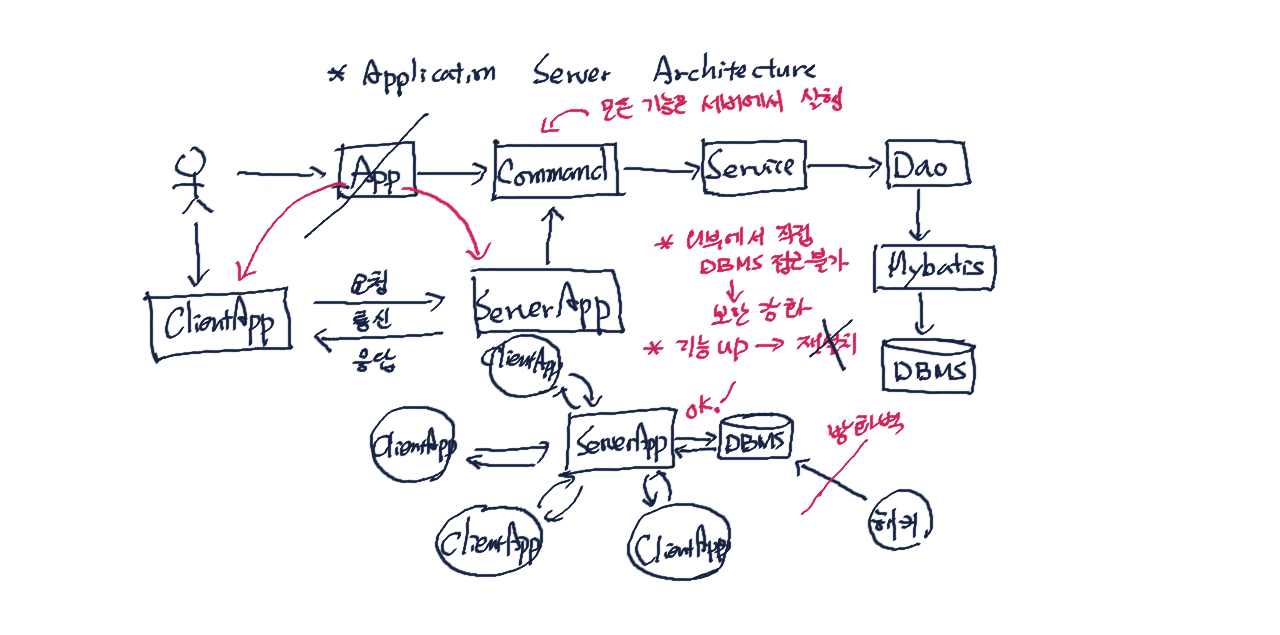 * Application Server Architecture
모든 기능은 서버에서 실행
App
Command
Service
Dao
* 외부에서 직접
DBMS 접근불가
보안 강화
* 기능 up → 재설치
Mybatis
DBMS
ClientApp
요청
통신
응답
ServerApp
ClientApp
ClientApp
ServerApp
OK!
DBMS
방화벽
해커
ClientApp
ClientApp